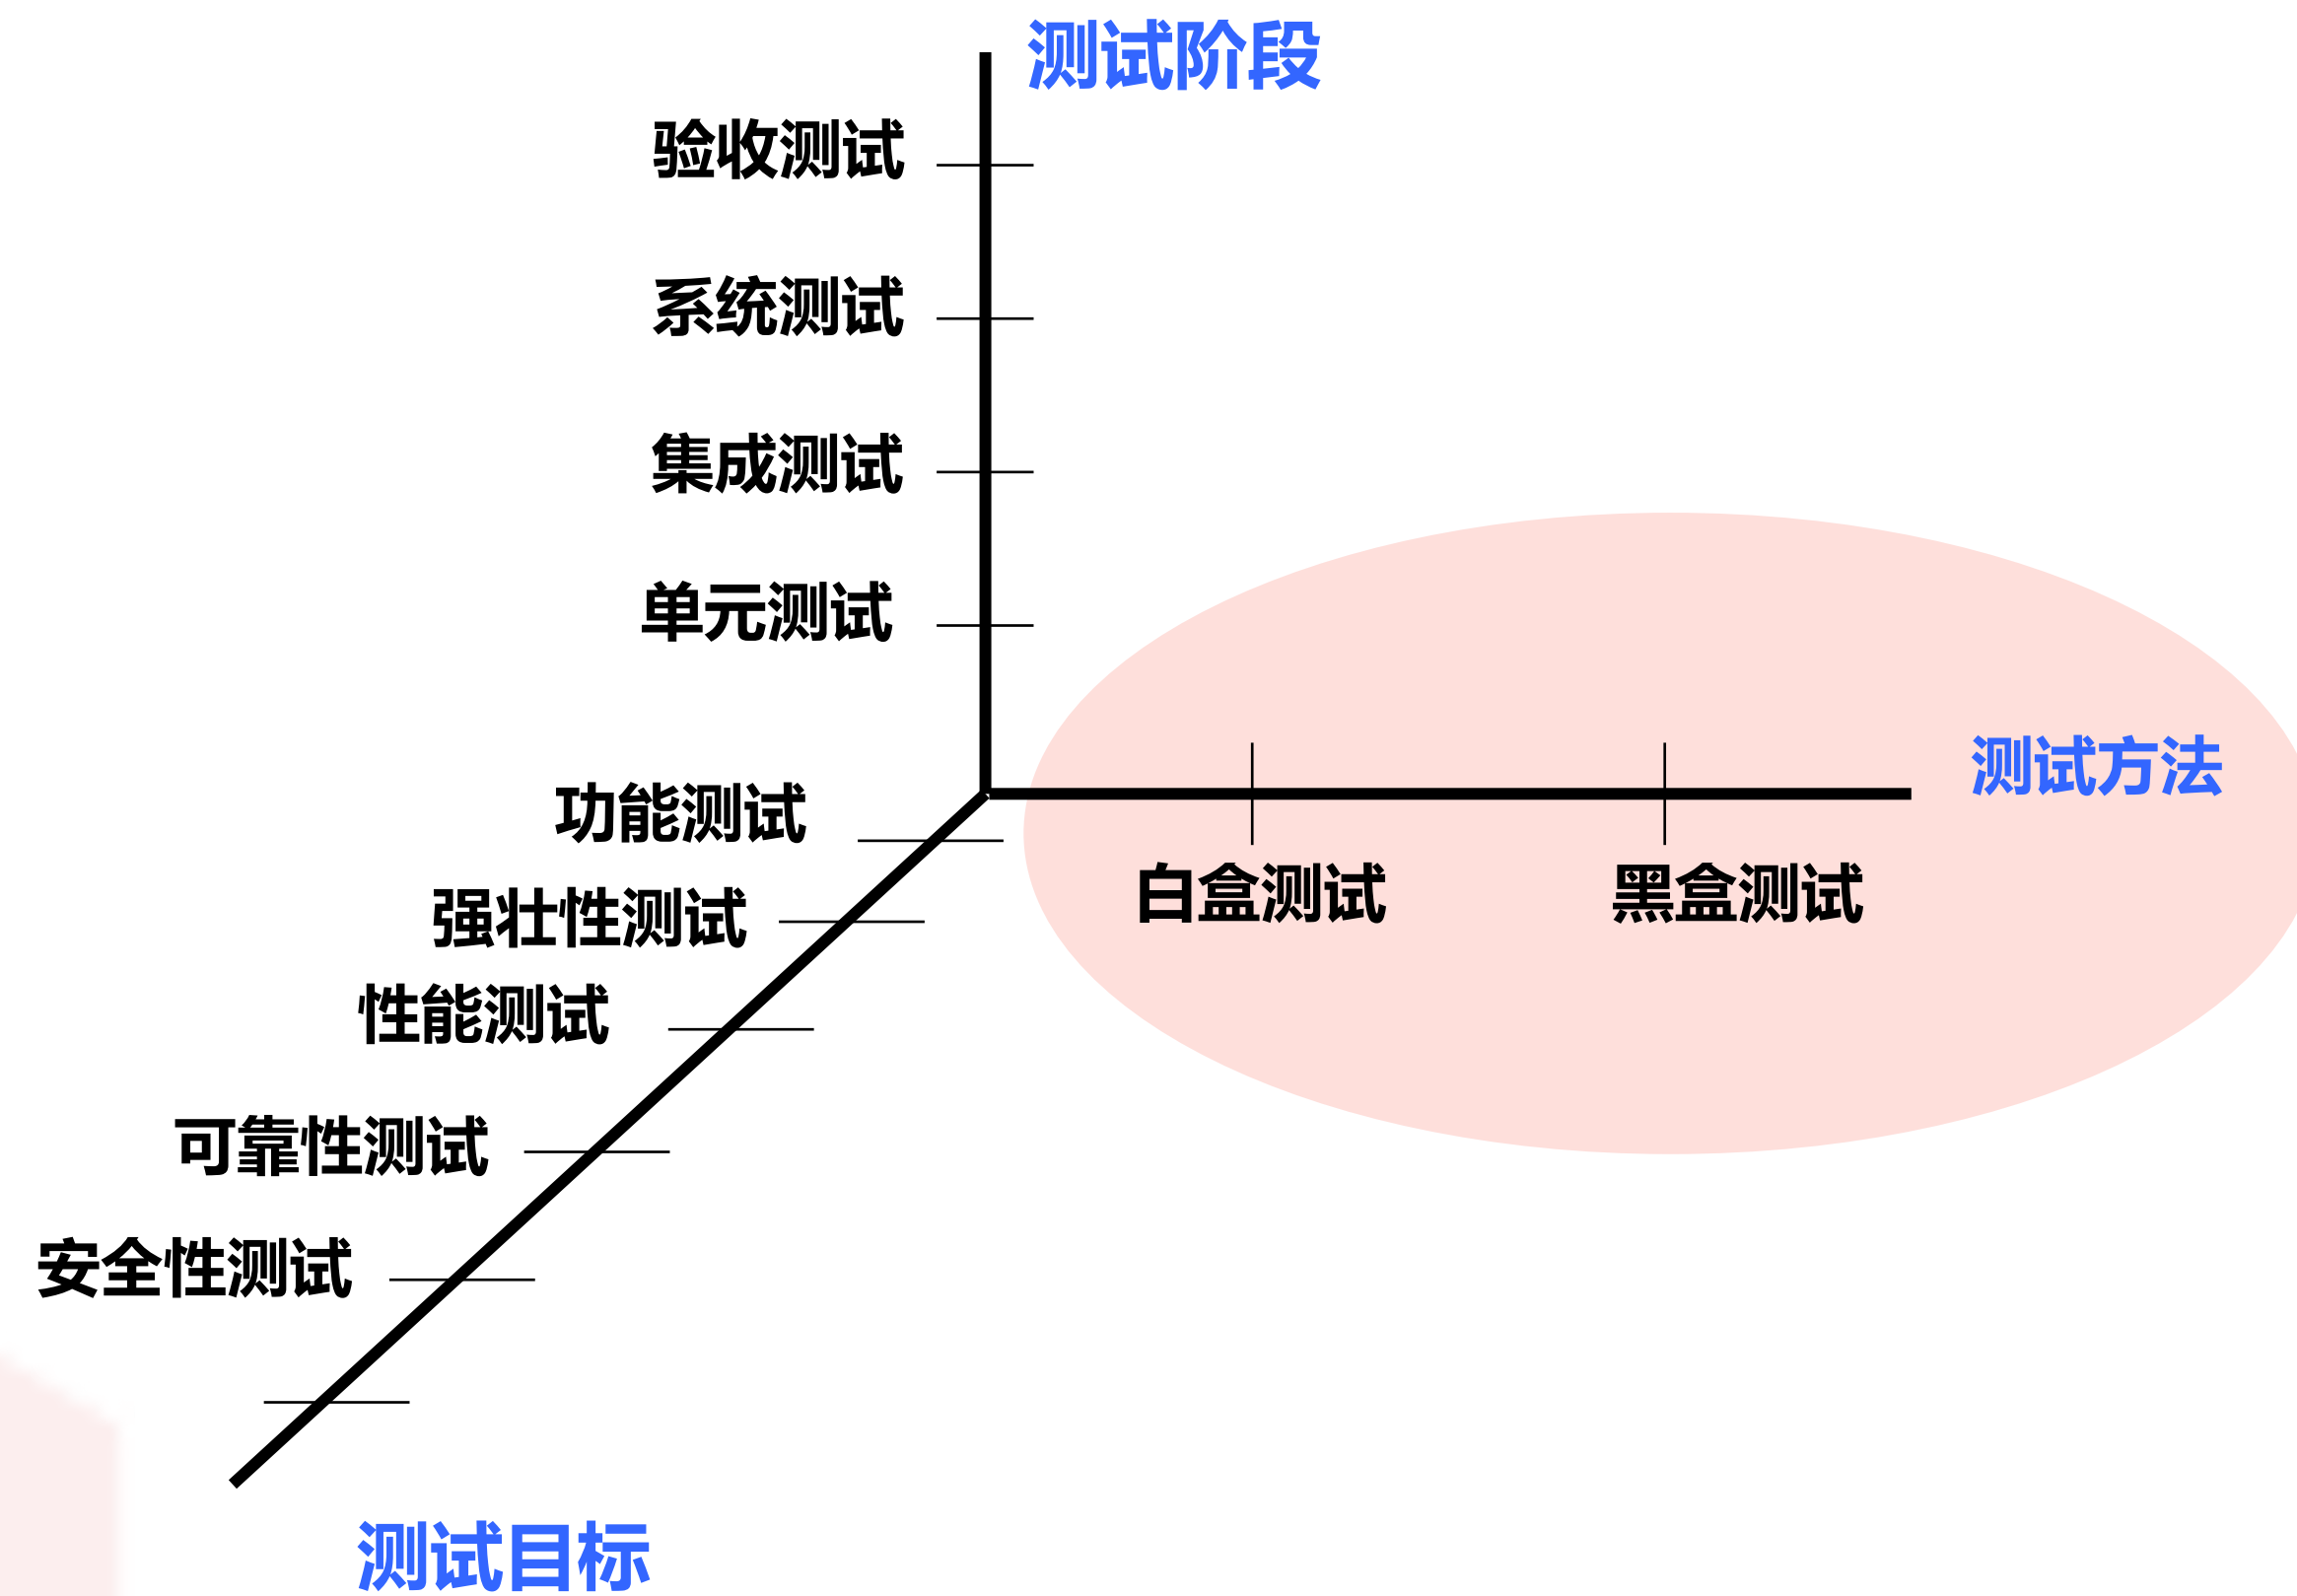 测试阶段
验收测试
系统测试
集成测试
单元测试
测试方法
功能测试
白盒测试
黑盒测试
强壮性测试
性能测试
可靠性测试
安全性测试
测试目标